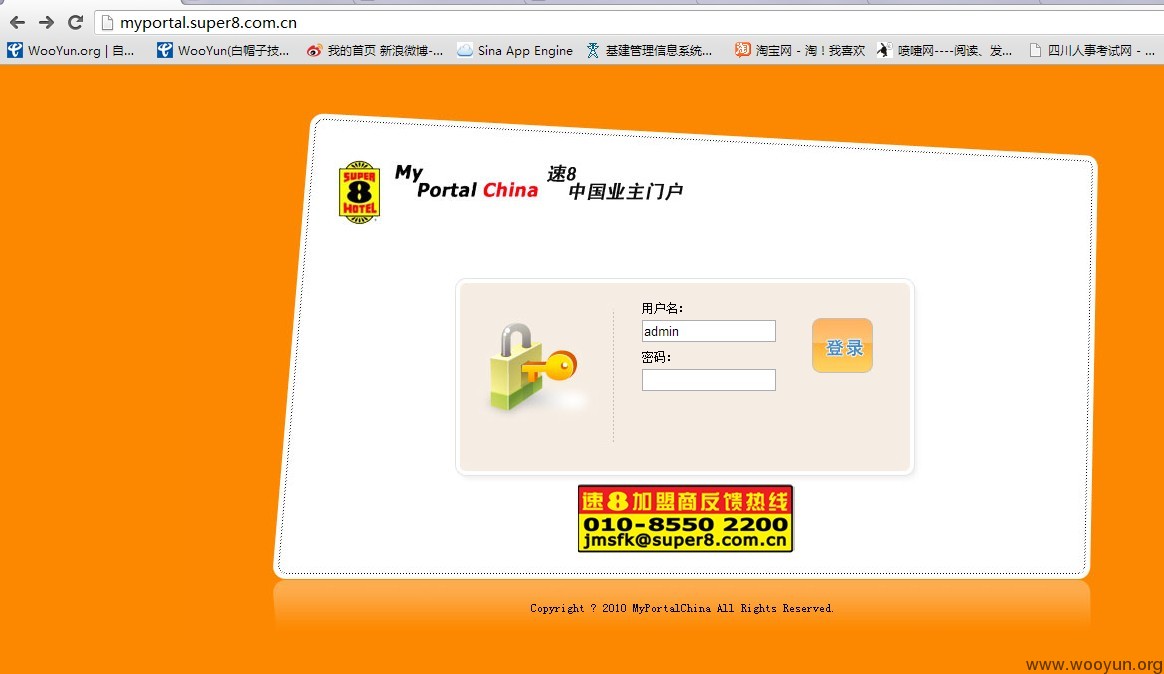 myportal.super8.com.cn
WooYun.org | 自... WooYun(白帽子技... 我的首页 新浪微博-... Sina App Engine 基建管理信息系统... 淘 淘宝网 - 淘！我喜欢 喷嚏网----阅读、发... 四川人事考试网 - ...
SUPER 8 HOTEL
My Portal China 速8 中国业主门户
用户名:
admin
密码:
登录
速8加盟商反馈热线
010-8550 2200
jmsfk@super8.com.cn
Copyright ? 2010 MyPortalChina All Rights Reserved.
www.wooyun.org